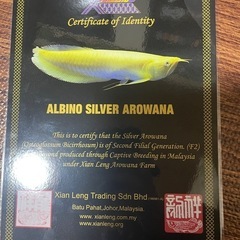 Certificate of Identity
ALBINO SILVER AROWANA
This is to certify that the Silver Arowana
(Osteoglossum Bicirrhosum) is of Second Filial Generation. (F2)
and produced through Captive Breeding in Malaysia
under Xian Leng Arowana Farm
Xian Leng Trading Sdn Bhd
Batu Pahat, Johor, Malaysia.
www.xianleng.com
www.xianleng.org.my